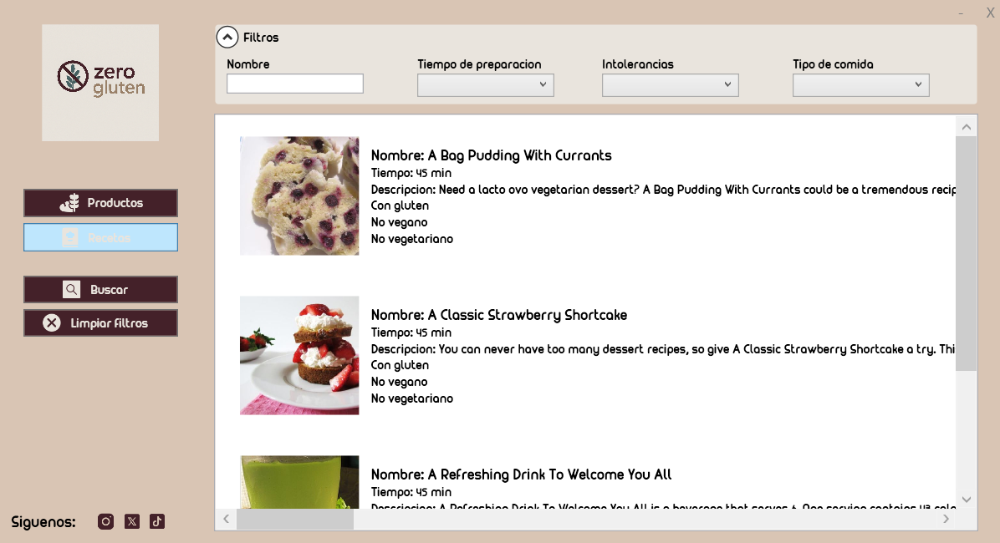 - X
zero
gluten
Filtros
Nombre
Tiempo de preparacion
Intolerancias
Tipo de comida
Productos
Recetas
Buscar
Limpiar filtros
Siguenos:
Nombre: A Bag Pudding With Currants
Tiempo: 45 min
Descripcion: Need a lacto ovo vegetarian dessert? A Bag Pudding With Currants could be a tremendous recip
Con gluten
No vegano
No vegetariano
Nombre: A Classic Strawberry Shortcake
Tiempo: 45 min
Descripcion: You can never have too many dessert recipes, so give A Classic Strawberry Shortcake a try. Thi
Con gluten
No vegano
No vegetariano
Nombre: A Refreshing Drink To Welcome You All
Tiempo: 45 min
Descripcion: A Refreshing Drink To Welcome You All is a beverage that serves 6. One serving contains 43 calo